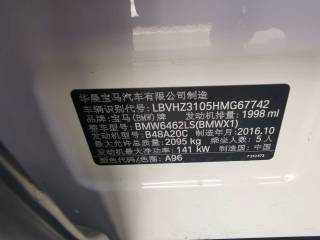 华晨宝马汽车有限公司制造
车辆识别代号: LBVHZ3105HMG67742
品牌: 宝马(BMW)牌 发动机排量: 1998 ml
整车型号: BMW6462LS(BMWX1)
发动机型号: B48A20C 制造年月: 2016.10
最大允许总质量: 2095 kg 乘坐人数: 5 人
发动机最大净功率: 141 kW 制造国: 中国
颜色代码/色: A96